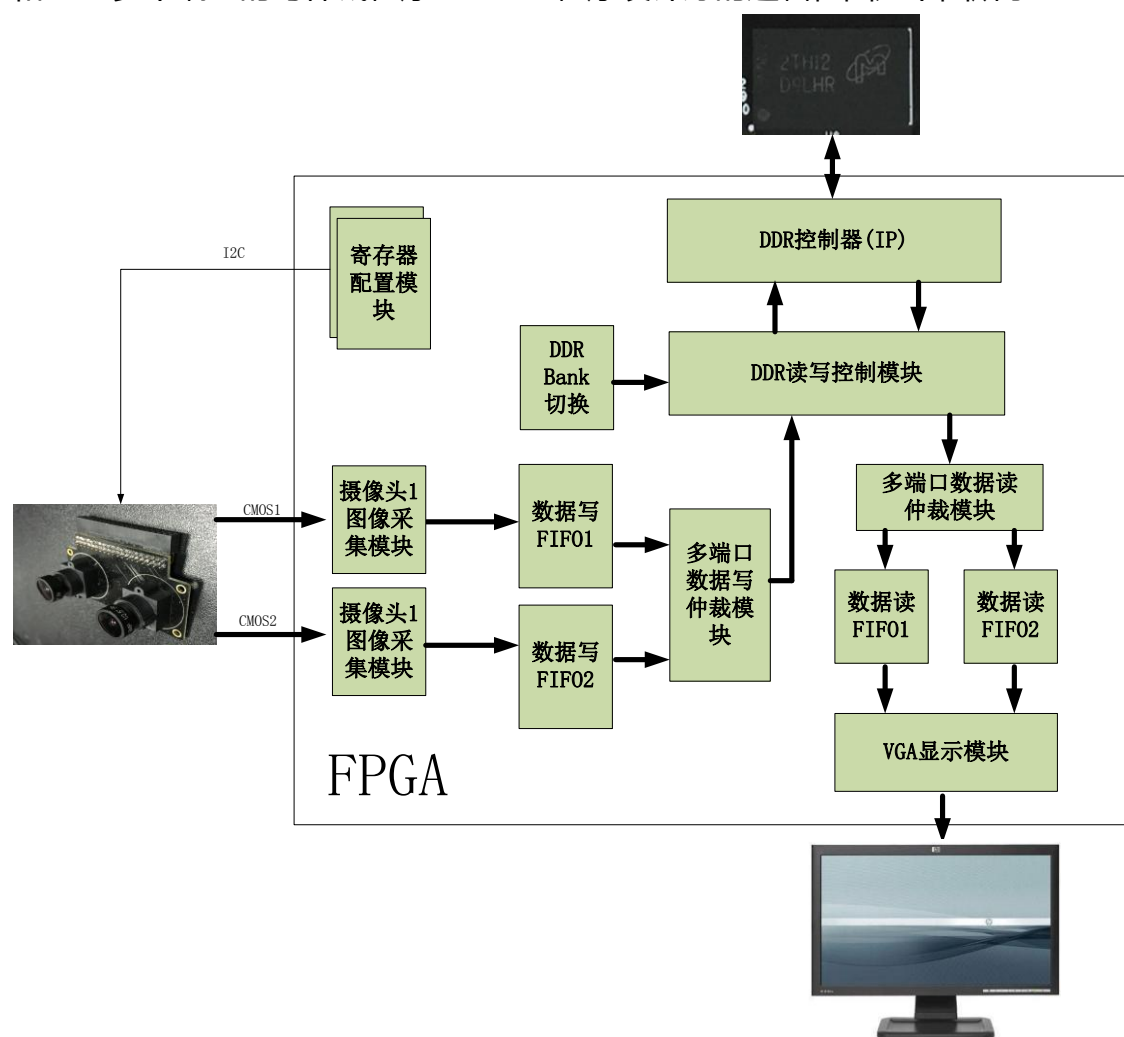 2TH12
D9LHR
DDR控制器(IP)
I2C
寄存器
配置模
块
DDR
Bank
切换
DDR读写控制模块
CMOS1
摄像头1
图像采
集模块
数据写
FIFO1
多端口
数据写
仲裁模
块
多端口数据读
仲裁模块
CMOS2
摄像头1
图像采
集模块
数据写
FIFO2
数据读
FIFO1
数据读
FIFO2
VGA显示模块
FPGA